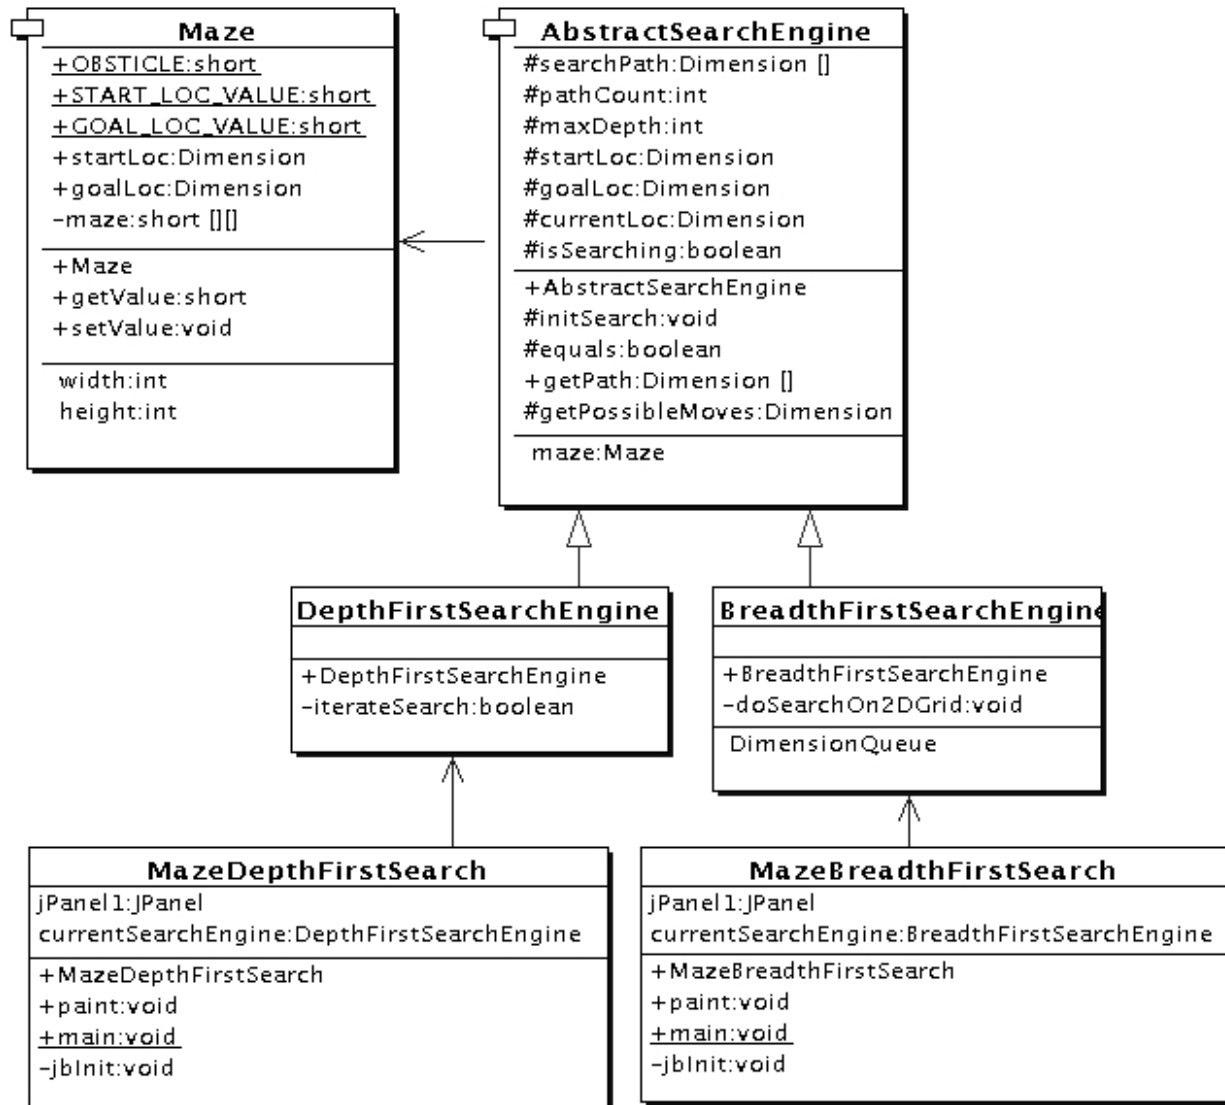 Maze
+OBSTICLE:short
+START_LOC_VALUE:short
+GOAL_LOC_VALUE:short
+startLoc:Dimension
+goalLoc:Dimension
-maze:short [][]
+Maze
+getValue:short
+setValue:void
width:int
height:int
AbstractSearchEngine
#searchPath:Dimension []
#pathCount:int
#maxDepth:int
#startLoc:Dimension
#goalLoc:Dimension
#currentLoc:Dimension
#isSearching:boolean
+AbstractSearchEngine
#initSearch:void
#equals:boolean
+getPath:Dimension []
#getPossibleMoves:Dimension
maze:Maze
DepthFirstSearchEngine
+DepthFirstSearchEngine
-iterateSearch:boolean
BreadthFirstSearchEngine
+BreadthFirstSearchEngine
-doSearchOn2DGrid:void
DimensionQueue
MazeDepthFirstSearch
jPanel1:JPanel
currentSearchEngine:DepthFirstSearchEngine
+MazeDepthFirstSearch
+paint:void
+main:void
-jbInit:void
MazeBreadthFirstSearch
jPanel1:JPanel
currentSearchEngine:BreadthFirstSearchEngine
+MazeBreadthFirstSearch
+paint:void
+main:void
-jbInit:void